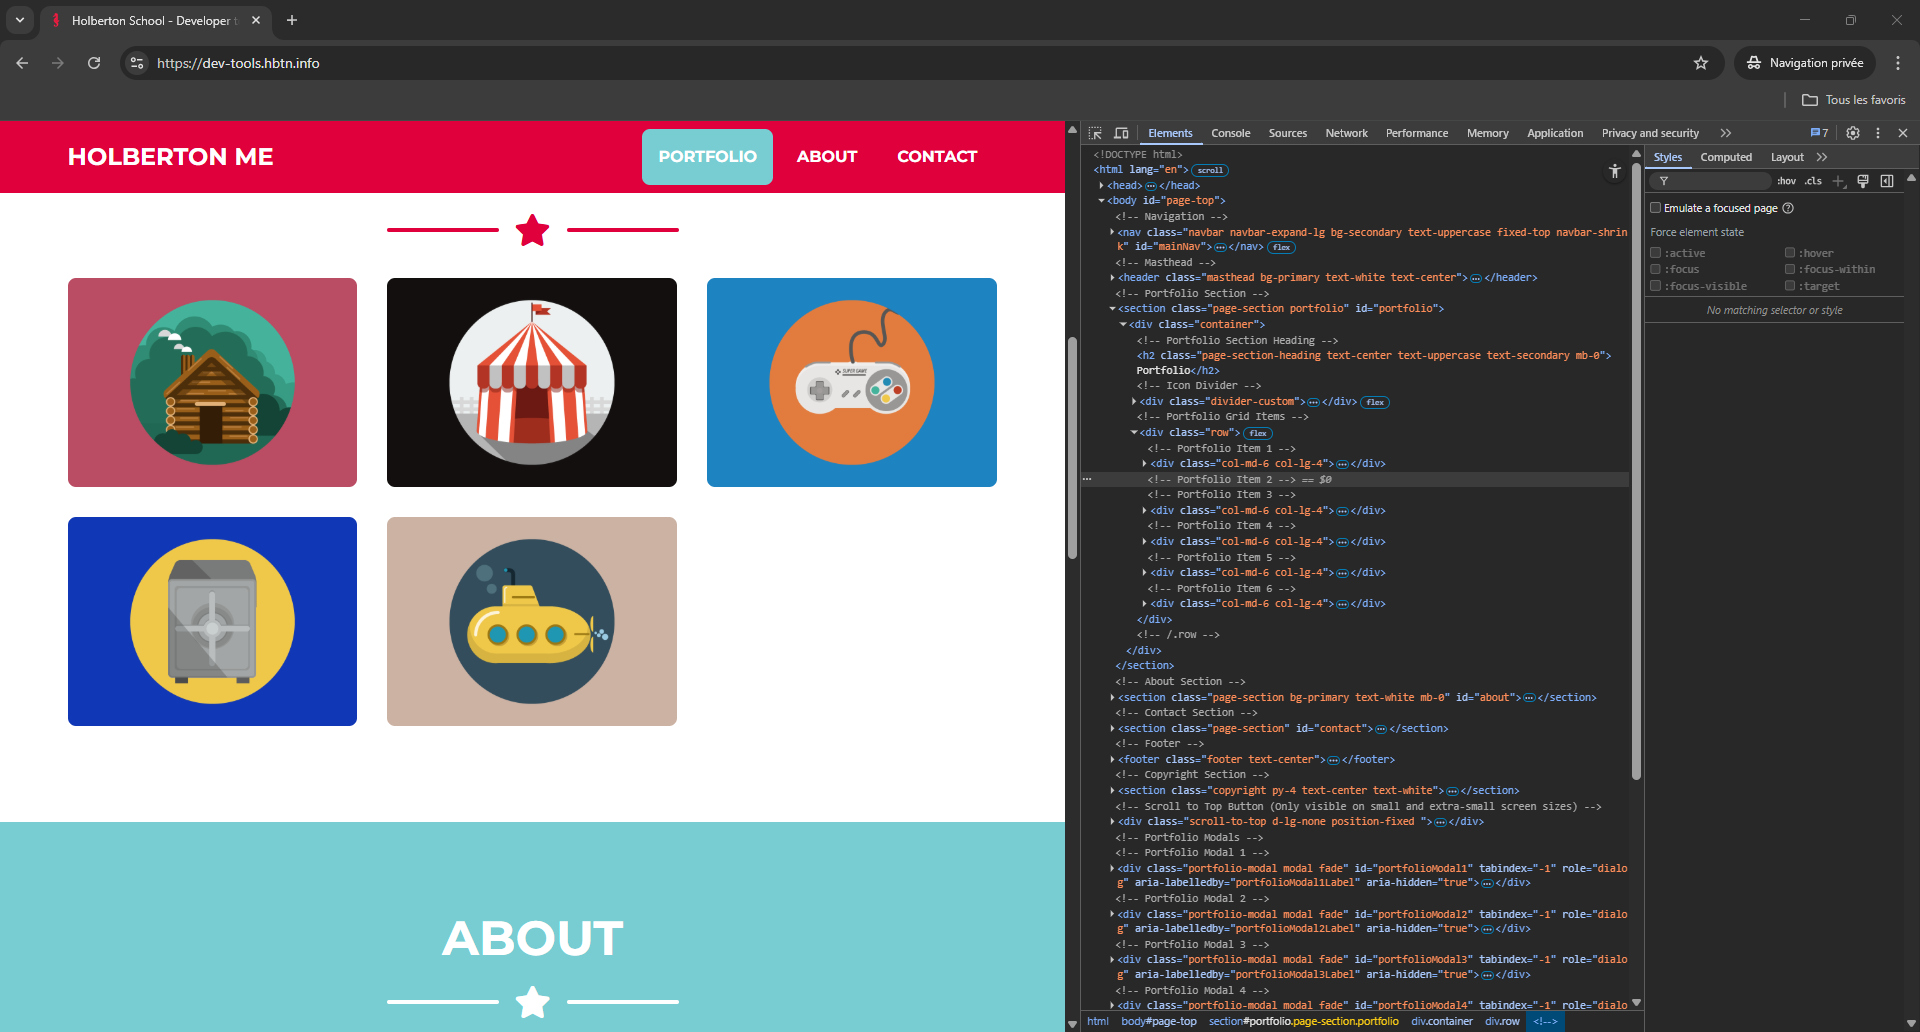 Holberton School - Developer t
https://dev-tools.hbtn.info
Navigation privée
Tous les favoris
HOLBERTON ME
PORTFOLIO
ABOUT
CONTACT
SUPER GAME
ABOUT
Elements
Console
Sources
Network
Performance
Memory
Application
Privacy and security
7
<!DOCTYPE html>
<html lang="en"> scroll
<head> ⋯ </head>
<body id="page-top">
<!-- Navigation -->
<nav class="navbar navbar-expand-lg bg-secondary text-uppercase fixed-top navbar-shrin
k" id="mainNav"> ⋯ </nav> flex
<!-- Masthead -->
<header class="masthead bg-primary text-white text-center"> ⋯ </header>
<!-- Portfolio Section -->
<section class="page-section portfolio" id="portfolio">
<div class="container">
<!-- Portfolio Section Heading -->
<h2 class="page-section-heading text-center text-uppercase text-secondary mb-0">
Portfolio</h2>
<!-- Icon Divider -->
<div class="divider-custom"> ⋯ </div> flex
<!-- Portfolio Grid Items -->
<div class="row"> flex
<!-- Portfolio Item 1 -->
<div class="col-md-6 col-lg-4"> ⋯ </div>
<!-- Portfolio Item 2 --> == $0
<!-- Portfolio Item 3 -->
<div class="col-md-6 col-lg-4"> ⋯ </div>
<!-- Portfolio Item 4 -->
<div class="col-md-6 col-lg-4"> ⋯ </div>
<!-- Portfolio Item 5 -->
<div class="col-md-6 col-lg-4"> ⋯ </div>
<!-- Portfolio Item 6 -->
<div class="col-md-6 col-lg-4"> ⋯ </div>
</div>
<!-- /.row -->
</div>
</section>
<!-- About Section -->
<section class="page-section bg-primary text-white mb-0" id="about"> ⋯ </section>
<!-- Contact Section -->
<section class="page-section" id="contact"> ⋯ </section>
<!-- Footer -->
<footer class="footer text-center"> ⋯ </footer>
<!-- Copyright Section -->
<section class="copyright py-4 text-center text-white"> ⋯ </section>
<!-- Scroll to Top Button (Only visible on small and extra-small screen sizes) -->
<div class="scroll-to-top d-lg-none position-fixed "> ⋯ </div>
<!-- Portfolio Modals -->
<!-- Portfolio Modal 1 -->
<div class="portfolio-modal modal fade" id="portfolioModal1" tabindex="-1" role="dialo
g" aria-labelledby="portfolioModal1Label" aria-hidden="true"> ⋯ </div>
<!-- Portfolio Modal 2 -->
<div class="portfolio-modal modal fade" id="portfolioModal2" tabindex="-1" role="dialo
g" aria-labelledby="portfolioModal2Label" aria-hidden="true"> ⋯ </div>
<!-- Portfolio Modal 3 -->
<div class="portfolio-modal modal fade" id="portfolioModal3" tabindex="-1" role="dialo
g" aria-labelledby="portfolioModal3Label" aria-hidden="true"> ⋯ </div>
<!-- Portfolio Modal 4 -->
<div class="portfolio-modal modal fade" id="portfolioModal4" tabindex="-1" role="dialo
html
body#page-top
section#portfolio.page-section.portfolio
div.container
div.row
<!-->
Styles
Computed
Layout
:hov
.cls
Emulate a focused page
Force element state
:active
:hover
:focus
:focus-within
:focus-visible
:target
No matching selector or style